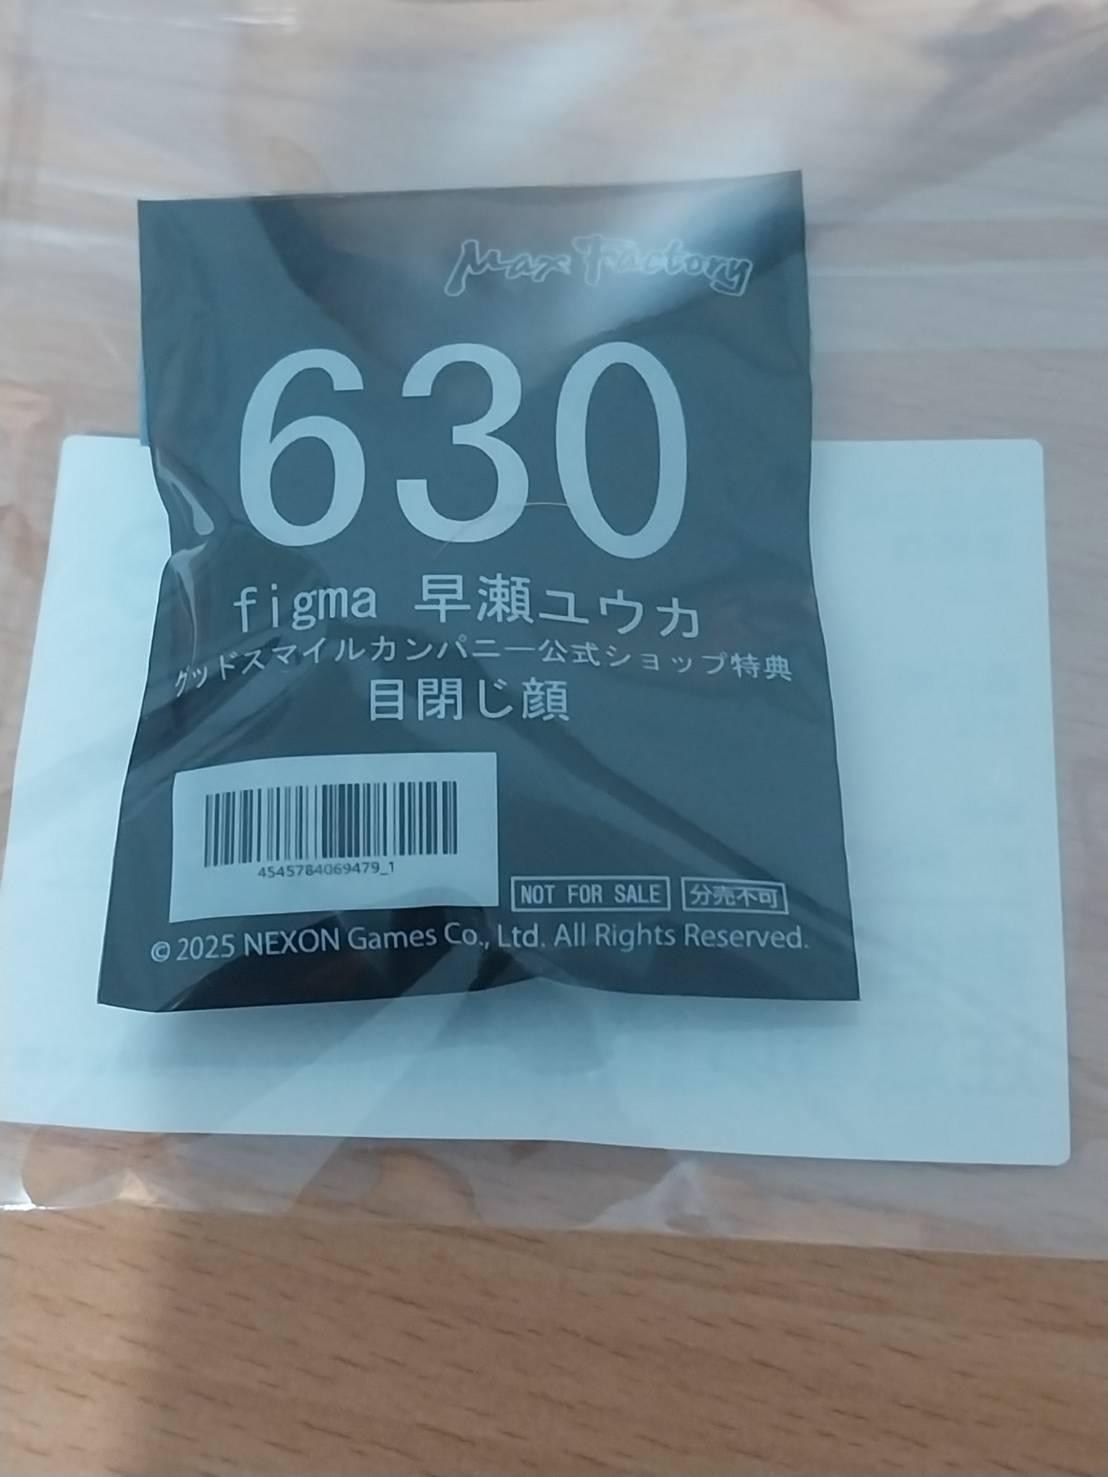 Max Factory
630
figma 早瀬ユウカ
グッドスマイルカンパニー公式ショップ特典
目閉じ顔
4545784069479_1
NOT FOR SALE 分売不可
© 2025 NEXON Games Co., Ltd. All Rights Reserved.